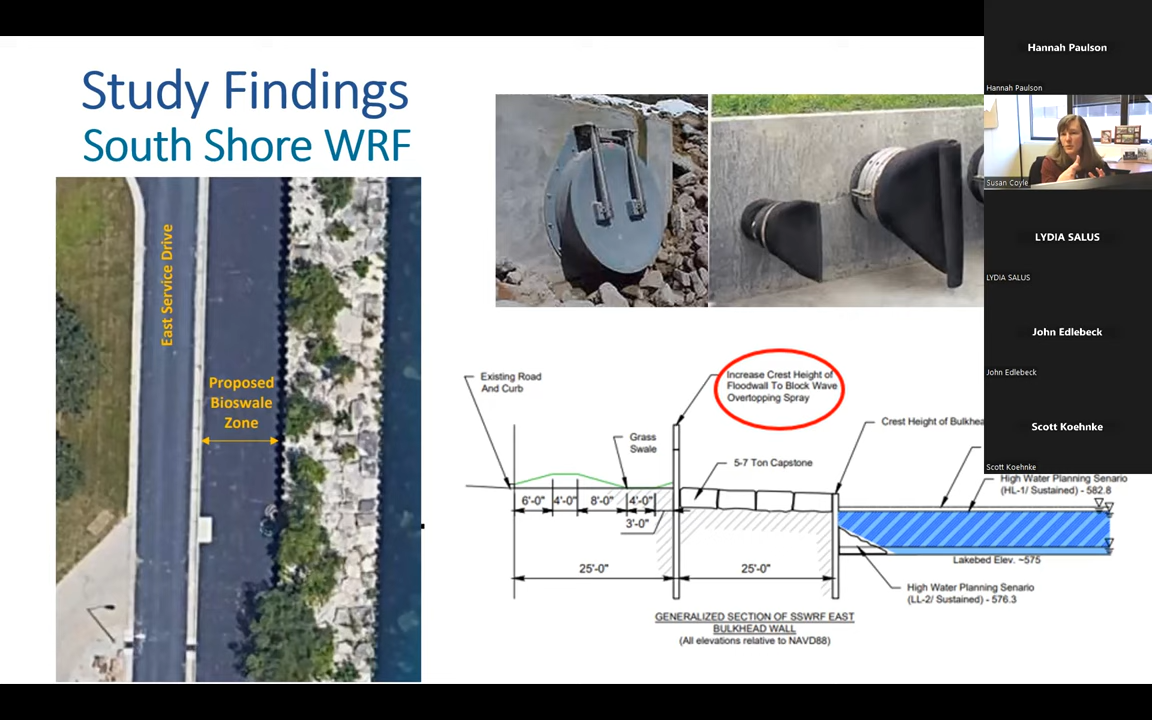 Study Findings
South Shore WRF
East Service Drive
Proposed
Bioswale
Zone
Existing Road
And Curb
Increase Crest Height of
Floodwall To Block Wave
Overtopping Spray
Grass
Swale
5-7 Ton Capstone
Crest Height of Bulkhea
6'-0"
4'-0"
8'-0"
4'-0"
3'-0"
25'-0"
25'-0"
High Water Planning Senario
(HL-1/ Sustained) - 582.8
Lakebed Elev. ~575
High Water Planning Senario
(LL-2/ Sustained) - 576.3
GENERALIZED SECTION OF SSWRF EAST
BULKHEAD WALL
(All elevations relative to NAVD88)
Hannah Paulson
Hannah Paulson
Susan Coyle
LYDIA SALUS
LYDIA SALUS
John Edlebeck
John Edlebeck
Scott Koehnke
Scott Koehnke